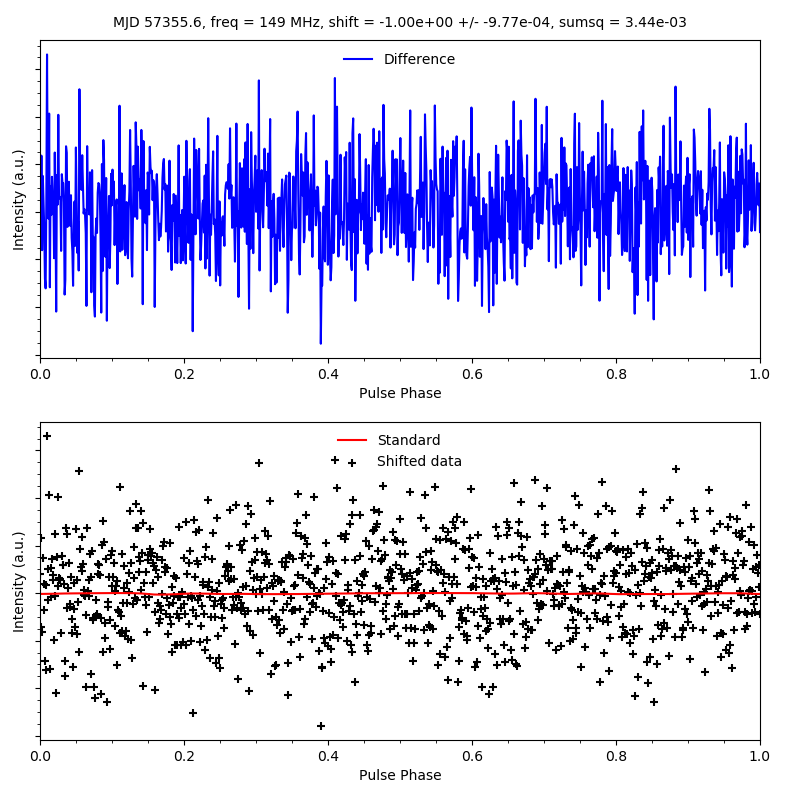 MJD 57355.6, freq = 149 MHz, shift = -1.00e+00 +/- -9.77e-04, sumsq = 3.44e-03
Difference
Intensity (a.u.)
0.0 0.2 0.4 0.6 0.8 1.0
Pulse Phase
Standard
Shifted data
Intensity (a.u.)
0.0 0.2 0.4 0.6 0.8 1.0
Pulse Phase